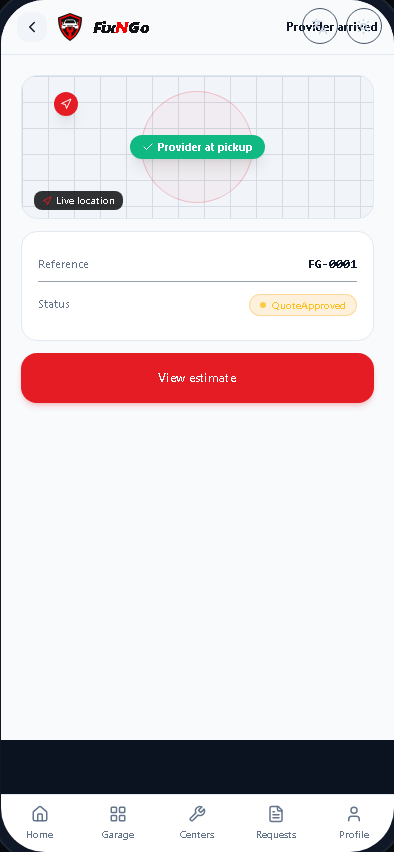 FixNGo
Provider arrived
Provider at pickup
Live location
Reference
FG-0001
Status
QuoteApproved
View estimate
Home
Garage
Centers
Requests
Profile